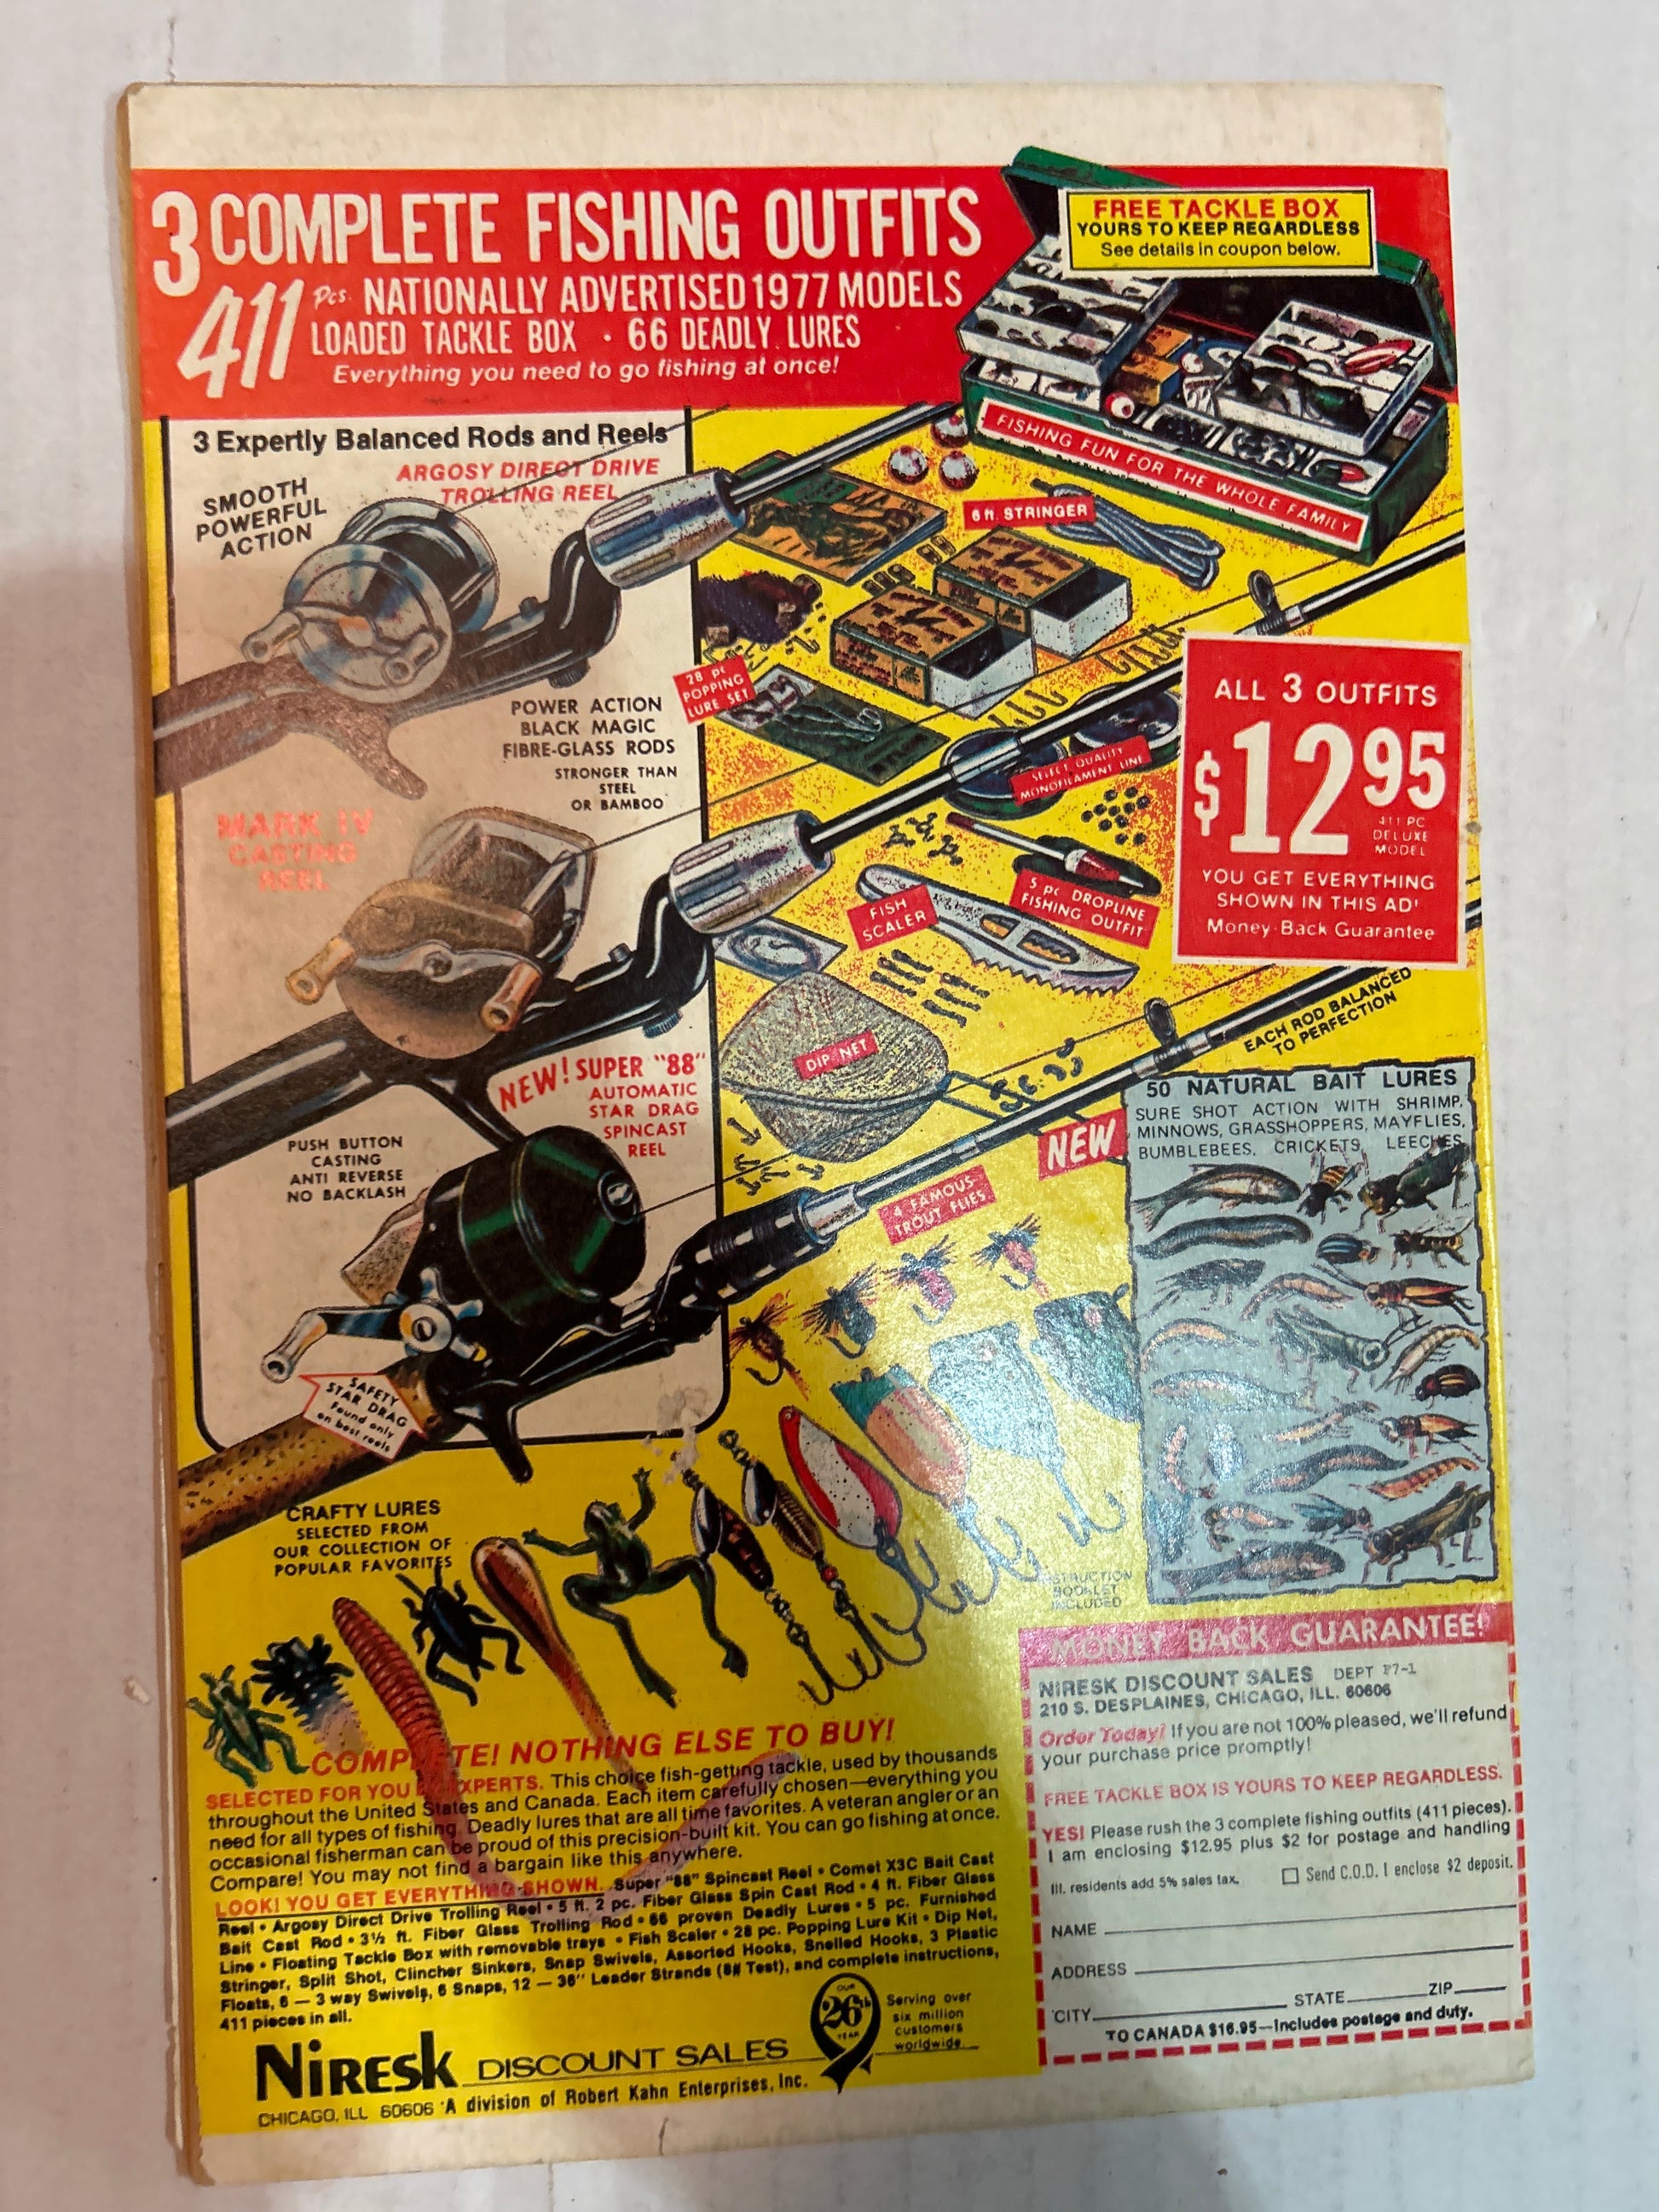 3 COMPLETE FISHING OUTFITS
411 Pcs. NATIONALLY ADVERTISED 1977 MODELS
LOADED TACKLE BOX · 66 DEADLY LURES
Everything you need to go fishing at once!
FREE TACKLE BOX
YOURS TO KEEP REGARDLESS
See details in coupon below.
FISHING FUN FOR THE WHOLE FAMILY
3 Expertly Balanced Rods and Reels
ARGOSY DIRECT DRIVE
TROLLING REEL
SMOOTH
POWERFUL
ACTION
6 ft. STRINGER
28 pc
POPPING
LURE SET
POWER ACTION
BLACK MAGIC
FIBRE-GLASS RODS
STRONGER THAN
STEEL
OR BAMBOO
SELECT QUALITY
MONOFILAMENT LINE
ALL 3 OUTFITS
$12 95
411 PC
DELUXE
MODEL
YOU GET EVERYTHING
SHOWN IN THIS AD!
Money-Back Guarantee
MARK IV
CASTING
REEL
FISH
SCALER
5 pc DROPLINE
FISHING OUTFIT
EACH ROD BALANCED
TO PERFECTION
DIP NET
NEW! SUPER "88"
AUTOMATIC
STAR DRAG
SPINCAST
REEL
PUSH BUTTON
CASTING
ANTI REVERSE
NO BACKLASH
NEW
50 NATURAL BAIT LURES
SURE SHOT ACTION WITH SHRIMP,
MINNOWS, GRASSHOPPERS, MAYFLIES,
BUMBLEBEES, CRICKETS, LEECHES
4 FAMOUS
TROUT FLIES
SAFETY
STAR DRAG
Found only
on best reels
CRAFTY LURES
SELECTED FROM
OUR COLLECTION OF
POPULAR FAVORITES
BOOKLET
INCLUDED
COMPLETE! NOTHING ELSE TO BUY!
SELECTED FOR YOU BY EXPERTS. This choice fish-getting tackle, used by thousands
throughout the United States and Canada. Each item carefully chosen—everything you
need for all types of fishing. Deadly lures that are all time favorites. A veteran angler or an
occasional fisherman can be proud of this precision-built kit. You can go fishing at once.
Compare! You may not find a bargain like this anywhere.
LOOK! YOU GET EVERYTHING SHOWN. Super "88" Spincast Reel • Comet X3C Bait Cast
Reel • Argosy Direct Drive Trolling Reel • 5 ft. 2 pc. Fiber Glass Spin Cast Rod • 4 ft. Fiber Glass
Bait Cast Rod • 3½ ft. Fiber Glass Trolling Rod • 66 proven Deadly Lures • 5 pc. Furnished
Line • Floating Tackle Box with removable trays • Fish Scaler • 28 pc. Popping Lure Kit • Dip Net,
Stringer, Split Shot, Clincher Sinkers, Snap Swivels, Assorted Hooks, Snelled Hooks, 3 Plastic
Floats, 6 — 3 way Swivels, 6 Snaps, 12 — 36" Leader Strands (8# Test), and complete instructions,
411 pieces in all.
NIRESK DISCOUNT SALES
CHICAGO, ILL 60606 A division of Robert Kahn Enterprises, Inc.
OUR
26th
YEAR
Serving over
six million
customers
worldwide
MONEY BACK GUARANTEE!
NIRESK DISCOUNT SALES DEPT F7-1
210 S. DESPLAINES, CHICAGO, ILL. 60606
Order Today! If you are not 100% pleased, we'll refund
your purchase price promptly!
FREE TACKLE BOX IS YOURS TO KEEP REGARDLESS.
YES! Please rush the 3 complete fishing outfits (411 pieces).
I am enclosing $12.95 plus $2 for postage and handling
Ill. residents add 5% sales tax. Send C.O.D. I enclose $2 deposit.
NAME
ADDRESS
CITY STATE ZIP
TO CANADA $16.95—Includes postage and duty.